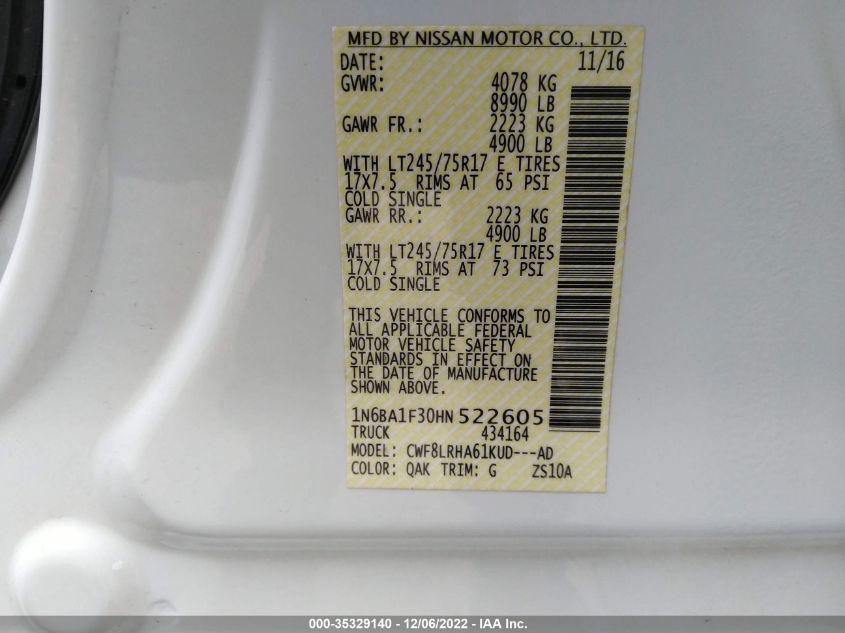 MFD BY NISSAN MOTOR CO., LTD.
DATE: 11/16
GVWR: 4078 KG
8990 LB
GAWR FR.: 2223 KG
4900 LB
WITH LT245/75R17 E TIRES
17X7.5 RIMS AT 65 PSI
COLD SINGLE
GAWR RR.: 2223 KG
4900 LB
WITH LT245/75R17 E TIRES
17X7.5 RIMS AT 73 PSI
COLD SINGLE
THIS VEHICLE CONFORMS TO
ALL APPLICABLE FEDERAL
MOTOR VEHICLE SAFETY
STANDARDS IN EFFECT ON
THE DATE OF MANUFACTURE
SHOWN ABOVE.
1N6BA1F30HN522605
TRUCK 434164
MODEL: CWF8LRHA61KUD---AD
COLOR: QAK TRIM: G ZS10A
000-35329140 - 12/06/2022 - IAA Inc.